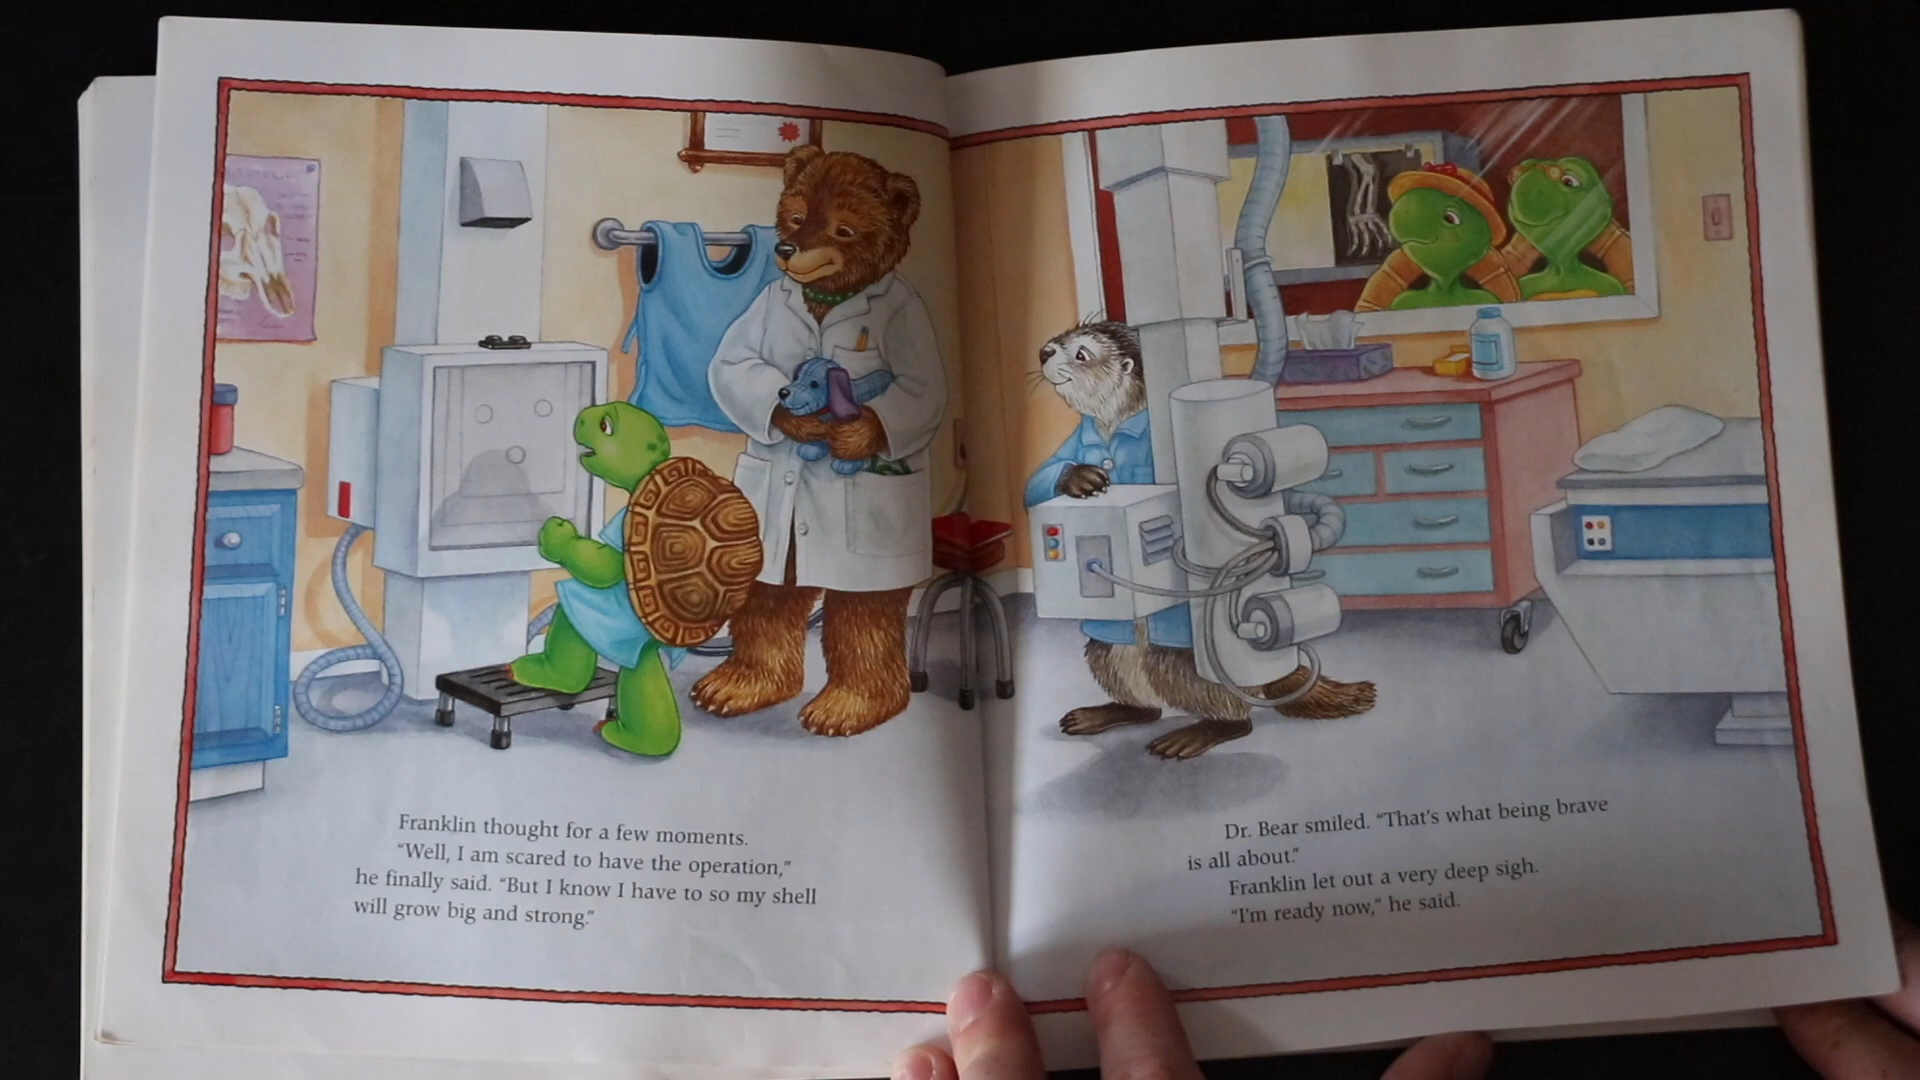 Franklin thought for a few moments.
“Well, I am scared to have the operation,”
he finally said. “But I know I have to so my shell
will grow big and strong.”
Dr. Bear smiled. “That's what being brave
is all about.”
Franklin let out a very deep sigh.
“I'm ready now,” he said.